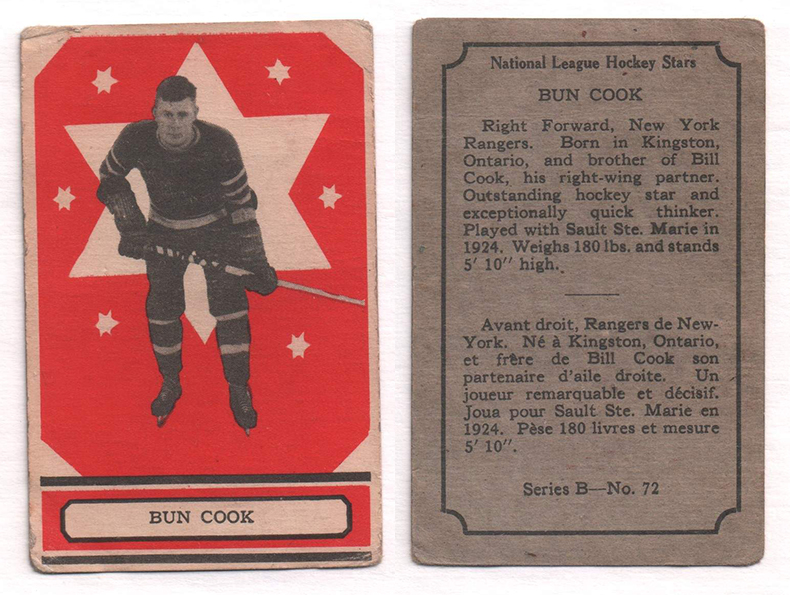 BUN COOK
National League Hockey Stars
BUN COOK
Right Forward, New York
Rangers. Born in Kingston,
Ontario, and brother of Bill
Cook, his right-wing partner.
Outstanding hockey star and
exceptionally quick thinker.
Played with Sault Ste. Marie in
1924. Weighs 180 lbs. and stands
5' 10'' high.
Avant droit, Rangers de New-
York. Né à Kingston, Ontario,
et frère de Bill Cook son
partenaire d'aile droite. Un
joueur remarquable et décisif.
Joua pour Sault Ste. Marie en
1924. Pèse 180 livres et mesure
5' 10''.
Series B—No. 72